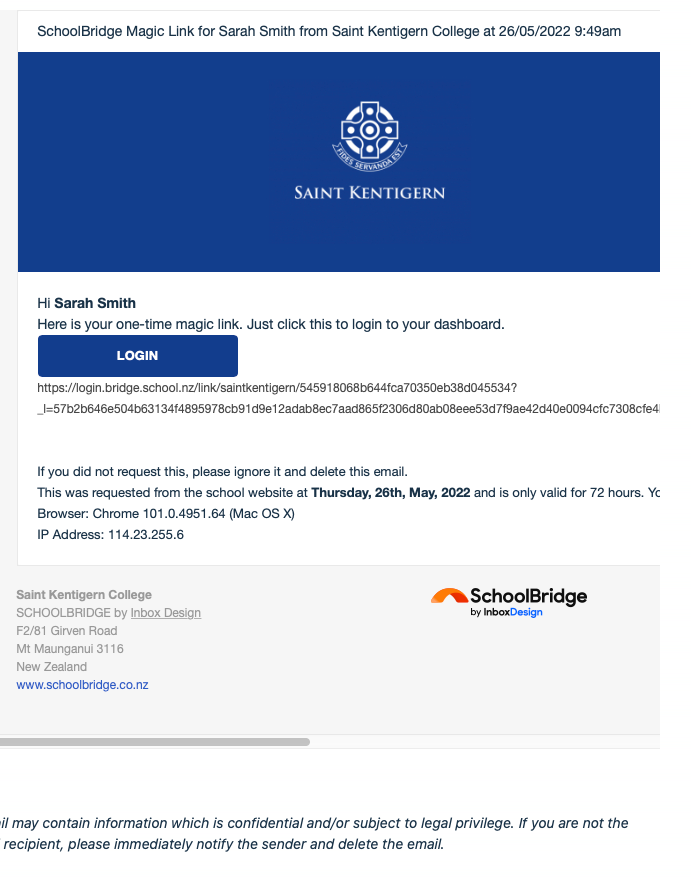 SchoolBridge Magic Link for Sarah Smith from Saint Kentigern College at 26/05/2022 9:49am
FIDES SERVANDA EST
SAINT KENTIGERN
Hi Sarah Smith
Here is your one-time magic link. Just click this to login to your dashboard.
LOGIN
https://login.bridge.school.nz/link/saintkentigern/545918068b644fca70350eb38d045534?
_l=57b2b646e504b63134f4895978cb91d9e12adab8ec7aad865f2306d80ab08eee53d7f9ae42d40e0094cfc7308cfe4
If you did not request this, please ignore it and delete this email.
This was requested from the school website at Thursday, 26th, May, 2022 and is only valid for 72 hours.
Browser: Chrome 101.0.4951.64 (Mac OS X)
IP Address: 114.23.255.6
Saint Kentigern College
SCHOOLBRIDGE by Inbox Design
F2/81 Girven Road
Mt Maunganui 3116
New Zealand
www.schoolbridge.co.nz
SchoolBridge
by InboxDesign
il may contain information which is confidential and/or subject to legal privilege. If you are not the
recipient, please immediately notify the sender and delete the email.